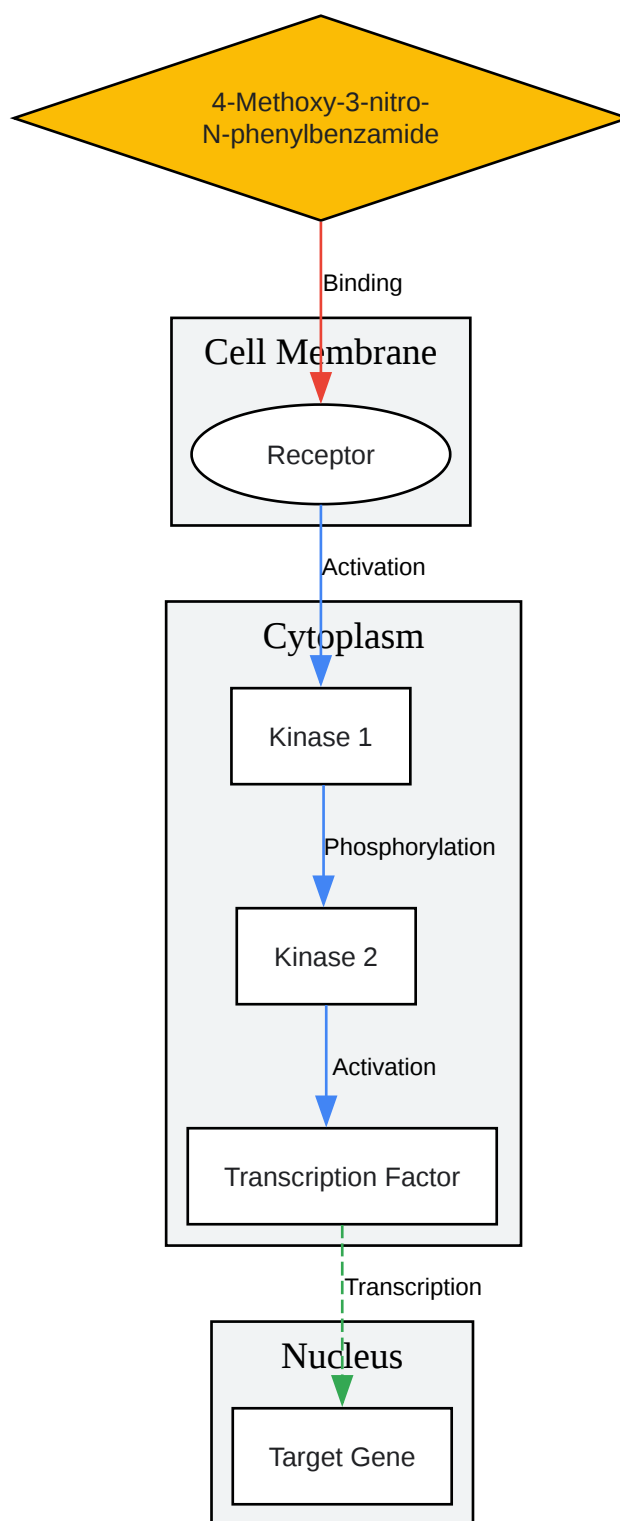 4-Methoxy-3-nitro-
N-phenylbenzamide
Binding
Cell Membrane
Receptor
Activation
Cytoplasm
Kinase 1
Phosphorylation
Kinase 2
Activation
Transcription Factor
Transcription
Nucleus
Target Gene